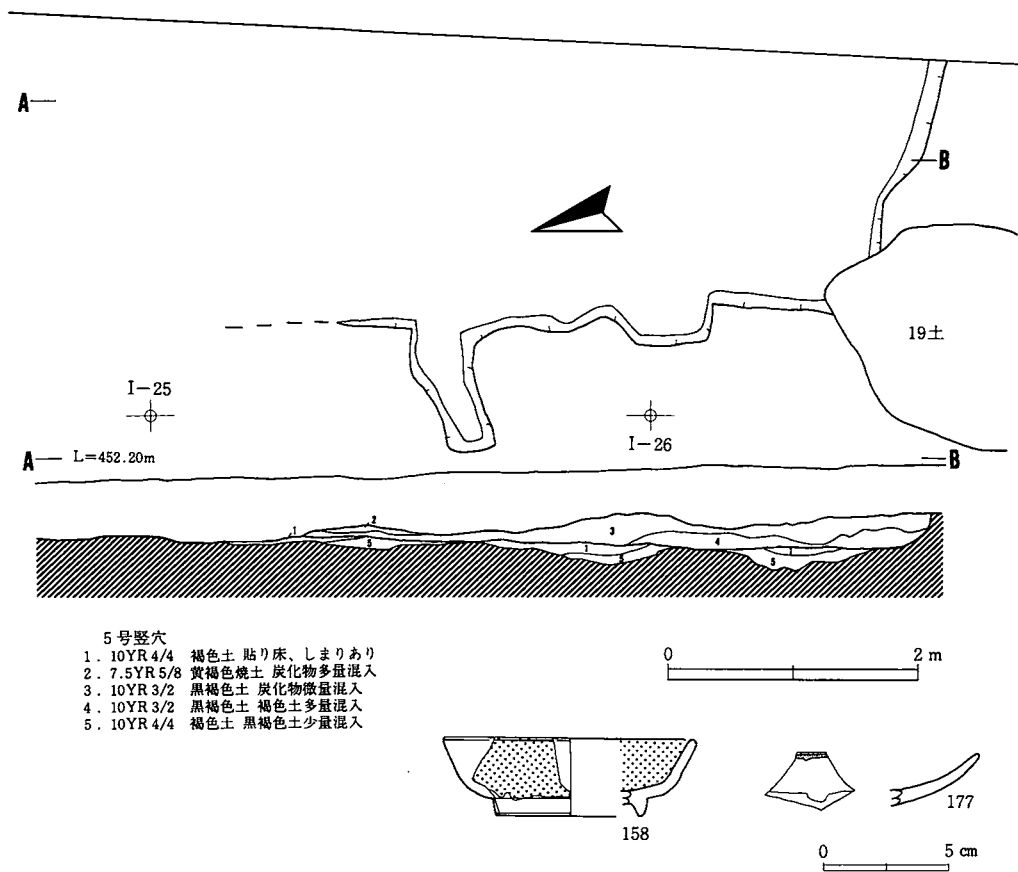 A
B
19土
I-25
I-26
A
L=452.20m
B
1
2
3
4
5
1
5
5
5号竪穴
1. 10YR 4/4 褐色土 貼り床、しまりあり
2. 7.5YR 5/8 黄褐色焼土 炭化物多量混入
3. 10YR 3/2 黒褐色土 炭化物微量混入
4. 10YR 3/2 黒褐色土 褐色土多量混入
5. 10YR 4/4 褐色土 黒褐色土少量混入
0 2 m
158
177
0 5 cm